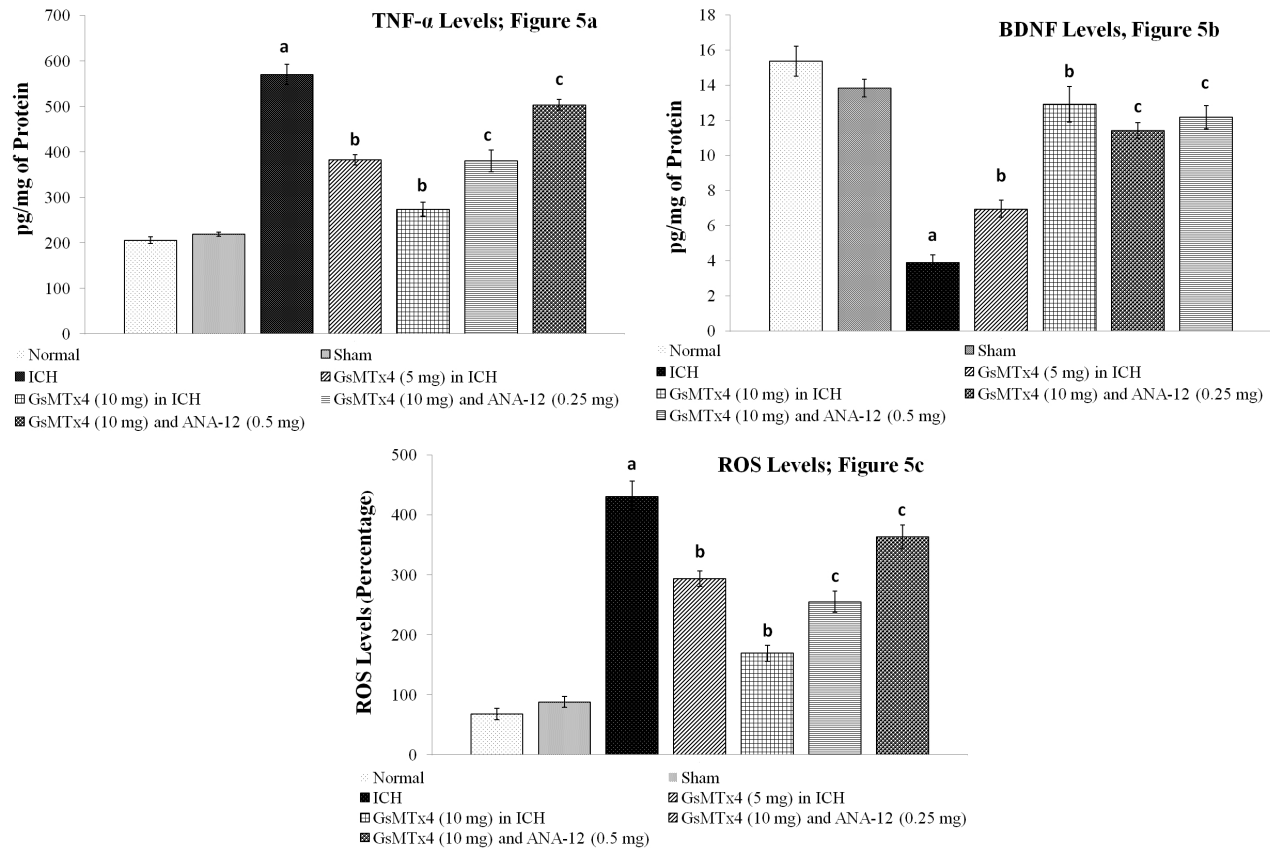 TNF-α Levels; Figure 5a
pg/mg of Protein
700
600
500
400
300
200
100
0
a
b
b
c
c
Normal
Sham
ICH
GsMTx4 (5 mg) in ICH
GsMTx4 (10 mg) in ICH
GsMTx4 (10 mg) and ANA-12 (0.25 mg)
GsMTx4 (10 mg) and ANA-12 (0.5 mg)
BDNF Levels, Figure 5b
pg/mg of Protein
18
16
14
12
10
8
6
4
2
0
a
b
b
c
c
Normal
Sham
ICH
GsMTx4 (5 mg) in ICH
GsMTx4 (10 mg) in ICH
GsMTx4 (10 mg) and ANA-12 (0.25 mg)
GsMTx4 (10 mg) and ANA-12 (0.5 mg)
ROS Levels; Figure 5c
ROS Levels (Percentage)
500
400
300
200
100
0
a
b
b
c
c
Normal
Sham
ICH
GsMTx4 (5 mg) in ICH
GsMTx4 (10 mg) in ICH
GsMTx4 (10 mg) and ANA-12 (0.25 mg)
GsMTx4 (10 mg) and ANA-12 (0.5 mg)